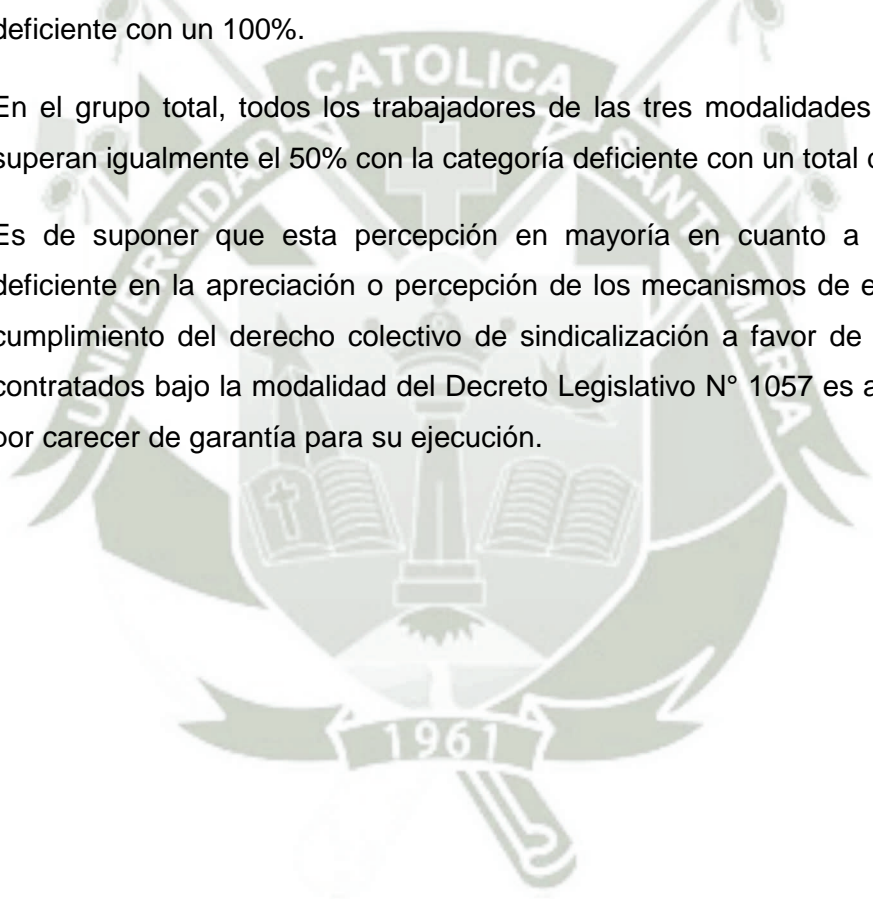 deficiente con un 100%.
En el grupo total, todos los trabajadores de las tres modalidades
superan igualmente el 50% con la categoría deficiente con un total
Es de suponer que esta percepción en mayoría en cuanto a
deficiente en la apreciación o percepción de los mecanismos de
cumplimiento del derecho colectivo de sindicalización a favor de
contratados bajo la modalidad del Decreto Legislativo N° 1057 es
por carecer de garantía para su ejecución.
UNIVERSIDAD CATOLICA SANTA MARIA
1961